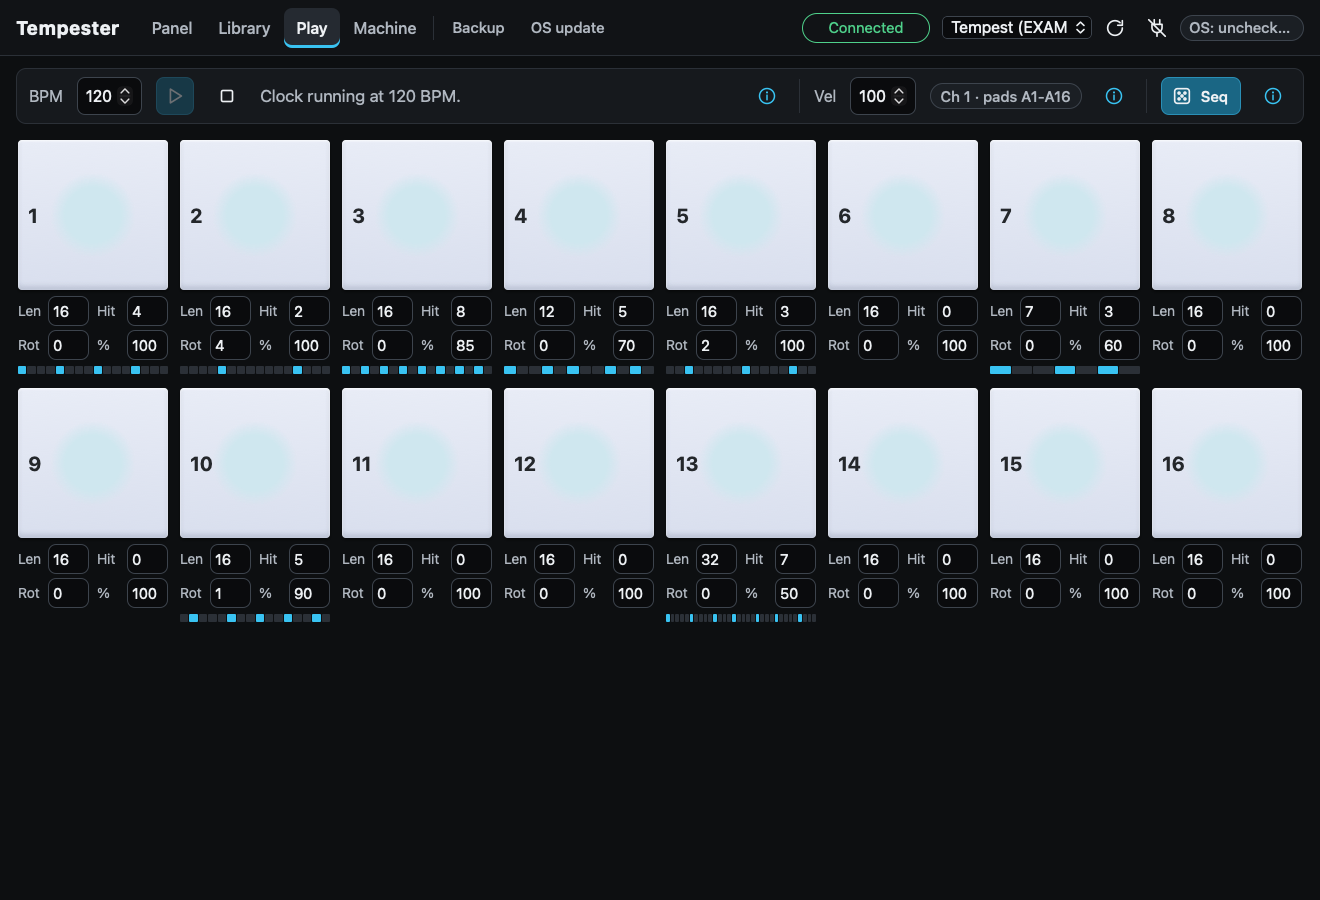 Tempester Panel Library Play Machine Backup OS update Connected Tempest (EXAM OS: uncheck...
BPM 120 Clock running at 120 BPM. Vel 100 Ch 1 · pads A1-A16 Seq
1 2 3 4 5 6 7 8
Len 16 Hit 4 Len 16 Hit 2 Len 16 Hit 8 Len 12 Hit 5 Len 16 Hit 3 Len 16 Hit 0 Len 7 Hit 3 Len 16 Hit 0
Rot 0 % 100 Rot 4 % 100 Rot 0 % 85 Rot 0 % 70 Rot 2 % 100 Rot 0 % 100 Rot 0 % 60 Rot 0 % 100
9 10 11 12 13 14 15 16
Len 16 Hit 0 Len 16 Hit 5 Len 16 Hit 0 Len 16 Hit 0 Len 32 Hit 7 Len 16 Hit 0 Len 16 Hit 0 Len 16 Hit 0
Rot 0 % 100 Rot 1 % 90 Rot 0 % 100 Rot 0 % 100 Rot 0 % 50 Rot 0 % 100 Rot 0 % 100 Rot 0 % 100